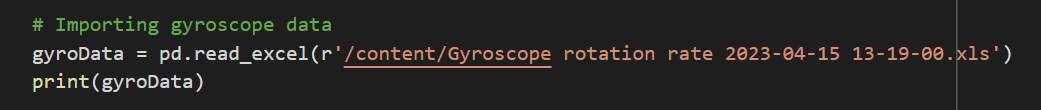 # Importing gyroscope data
gyroData = pd.read_excel(r'/content/Gyroscope rotation rate 2023-04-15 13-19-00.xls')
print(gyroData)